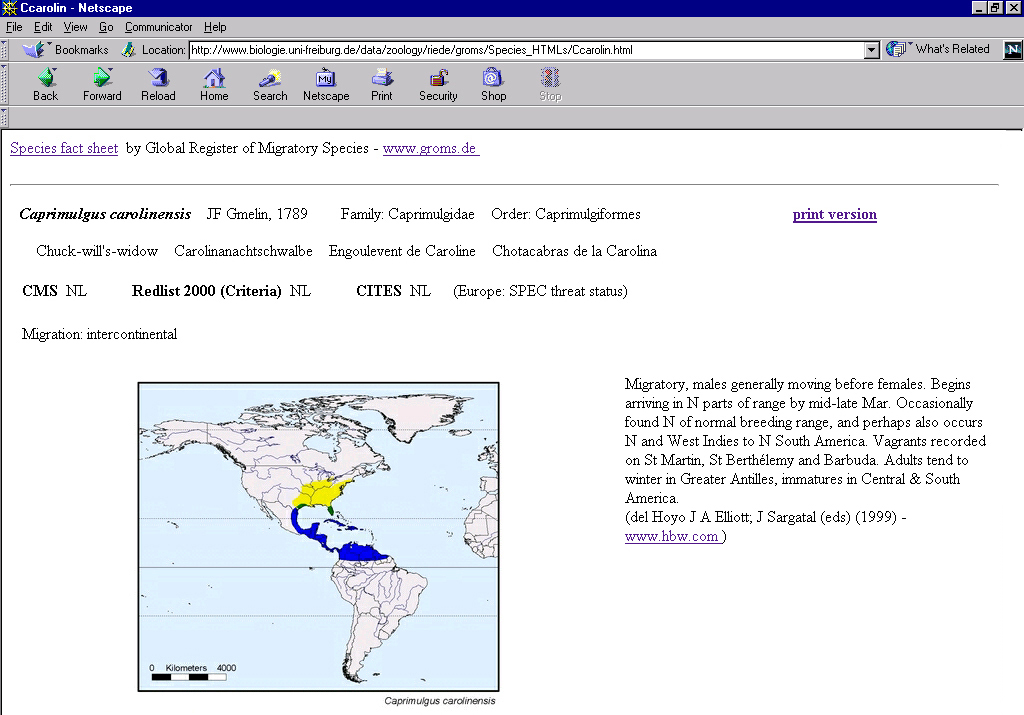 Ccarolin - Netscape
File Edit View Go Communicator Help
Bookmarks Location: http://www.biologie.uni-freiburg.de/data/zoology/riede/groms/Species_HTMLs/Ccarolin.html What's Related N
My
Back Forward Reload Home Search Netscape Print Security Shop Stop
Species fact sheet by Global Register of Migratory Species - www.groms.de
Caprimulgus carolinensis JF Gmelin, 1789 Family: Caprimulgidae Order: Caprimulgiformes print version
Chuck-will's-widow Carolinanachtschwalbe Engoulevent de Caroline Chotacabras de la Carolina
CMS NL Redlist 2000 (Criteria) NL CITES NL (Europe: SPEC threat status)
Migration: intercontinental
Migratory, males generally moving before females. Begins
arriving in N parts of range by mid-late Mar. Occasionally
found N of normal breeding range, and perhaps also occurs
N and West Indies to N South America. Vagrants recorded
on St Martin, St Berthélemy and Barbuda. Adults tend to
winter in Greater Antilles, immatures in Central & South
America.
(del Hoyo J A Elliott; J Sargatal (eds) (1999) -
www.hbw.com )
0 Kilometers 4000
Caprimulgus carolinensis